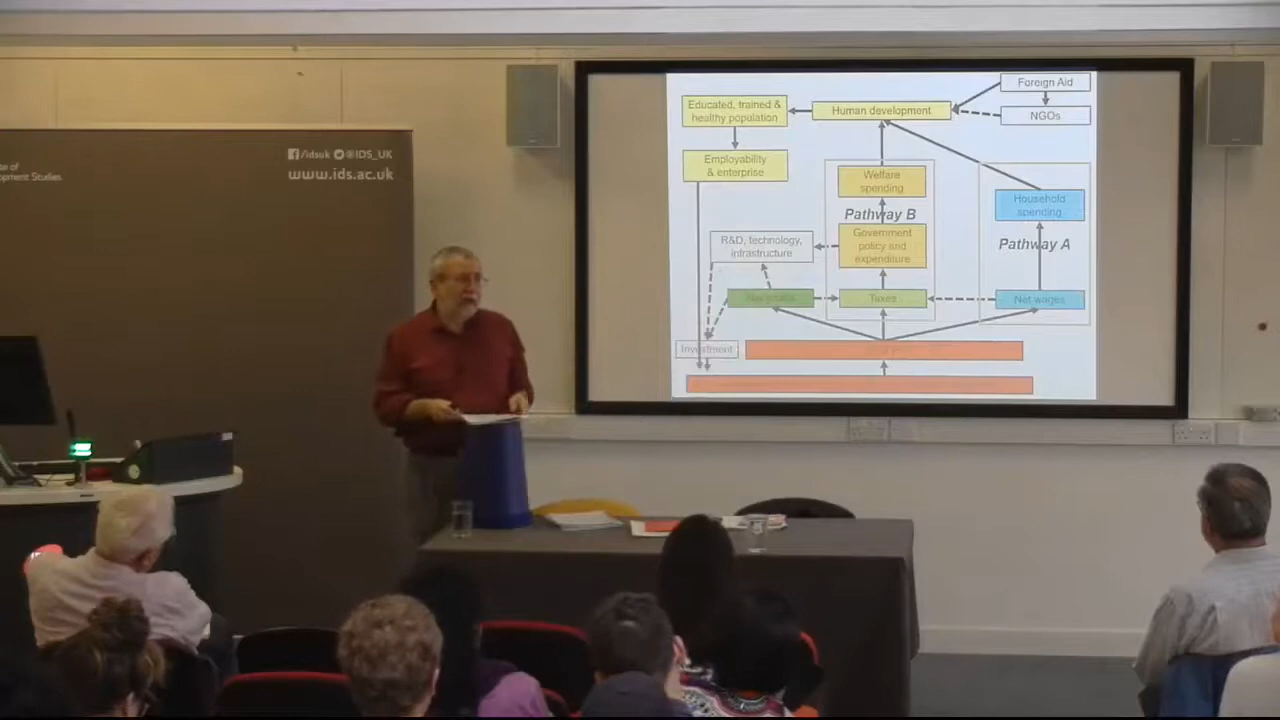 te of
opment Studies
/idsuk @IDS_UK
www.ids.ac.uk
Foreign Aid
NGOs
Human development
Educated, trained &
healthy population
Employability
& enterprise
Welfare
spending
Household
spending
Pathway B
Pathway A
Government
policy and
expenditure
R&D, technology,
infrastructure
Taxes
Net wages
Investment